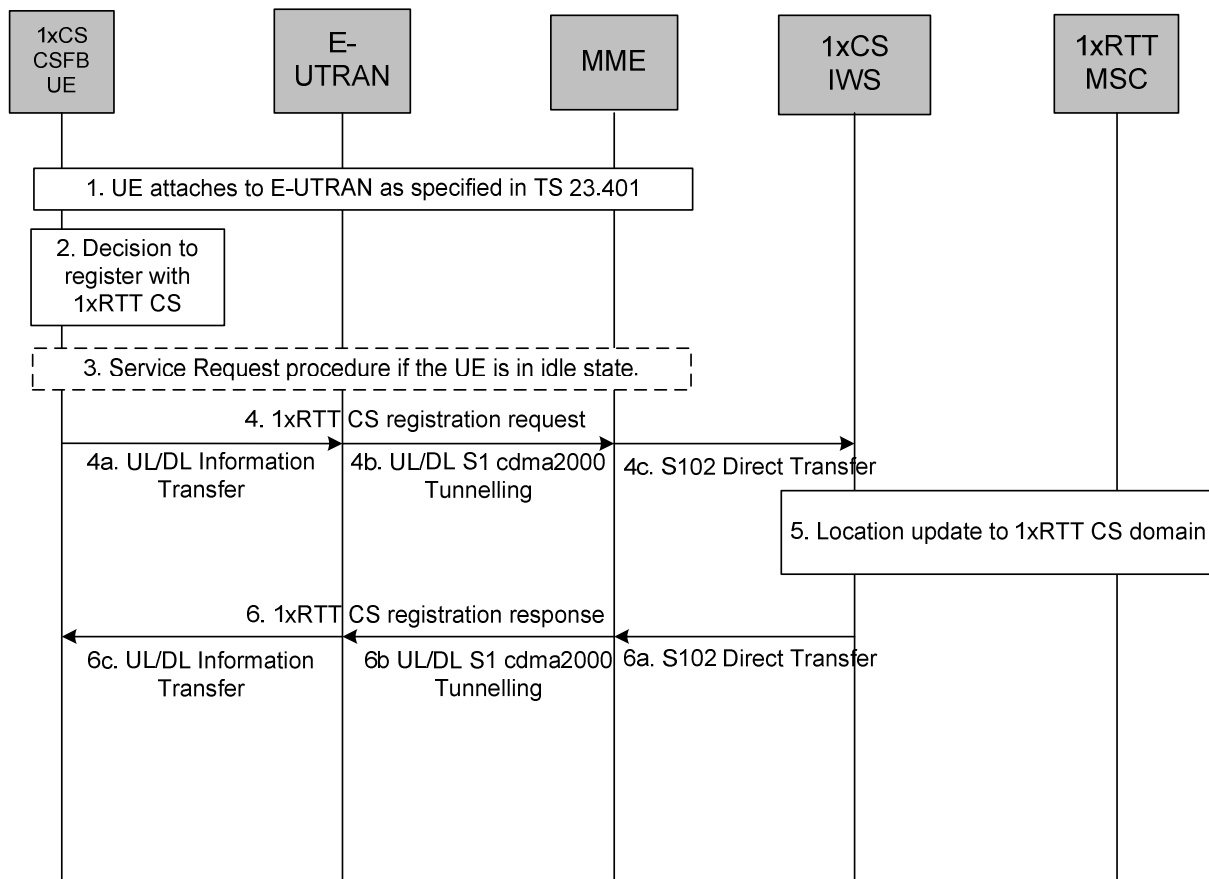 1xCS
CSFB
UE
E-
UTRAN
MME
1xCS
IWS
1xRTT
MSC
1. UE attaches to E-UTRAN as specified in TS 23.401
2. Decision to
register with
1xRTT CS
3. Service Request procedure if the UE is in idle state.
4. 1xRTT CS registration request
4a. UL/DL Information
Transfer
4b. UL/DL S1 cdma2000
Tunnelling
4c. S102 Direct Transfer
5. Location update to 1xRTT CS domain
6. 1xRTT CS registration response
6c. UL/DL Information
Transfer
6b UL/DL S1 cdma2000
Tunnelling
6a. S102 Direct Transfer